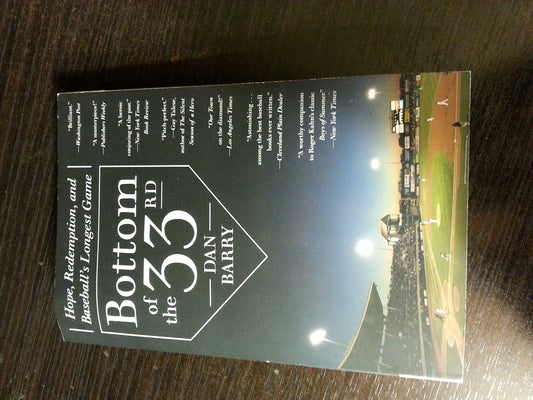 "Brilliant."
—Washington Post
"A masterpiece!"
—Publishers Weekly
"A heroic
conjuring of the past."
—New York Times
Book Review
"Pitch perfect."
—Gay Talese,
author of The Silent
Season of a Hero
"Our Town
on the diamond!"
—Los Angeles Times
"Astonishing . . .
among the best baseball
books ever written."
—Cleveland Plain Dealer
"A worthy companion
to Roger Kahn's classic
Boys of Summer."
—New York Times
Hope, Redemption, and
Baseball's Longest Game
Bottom
of
the 33RD
—DAN
BARRY—